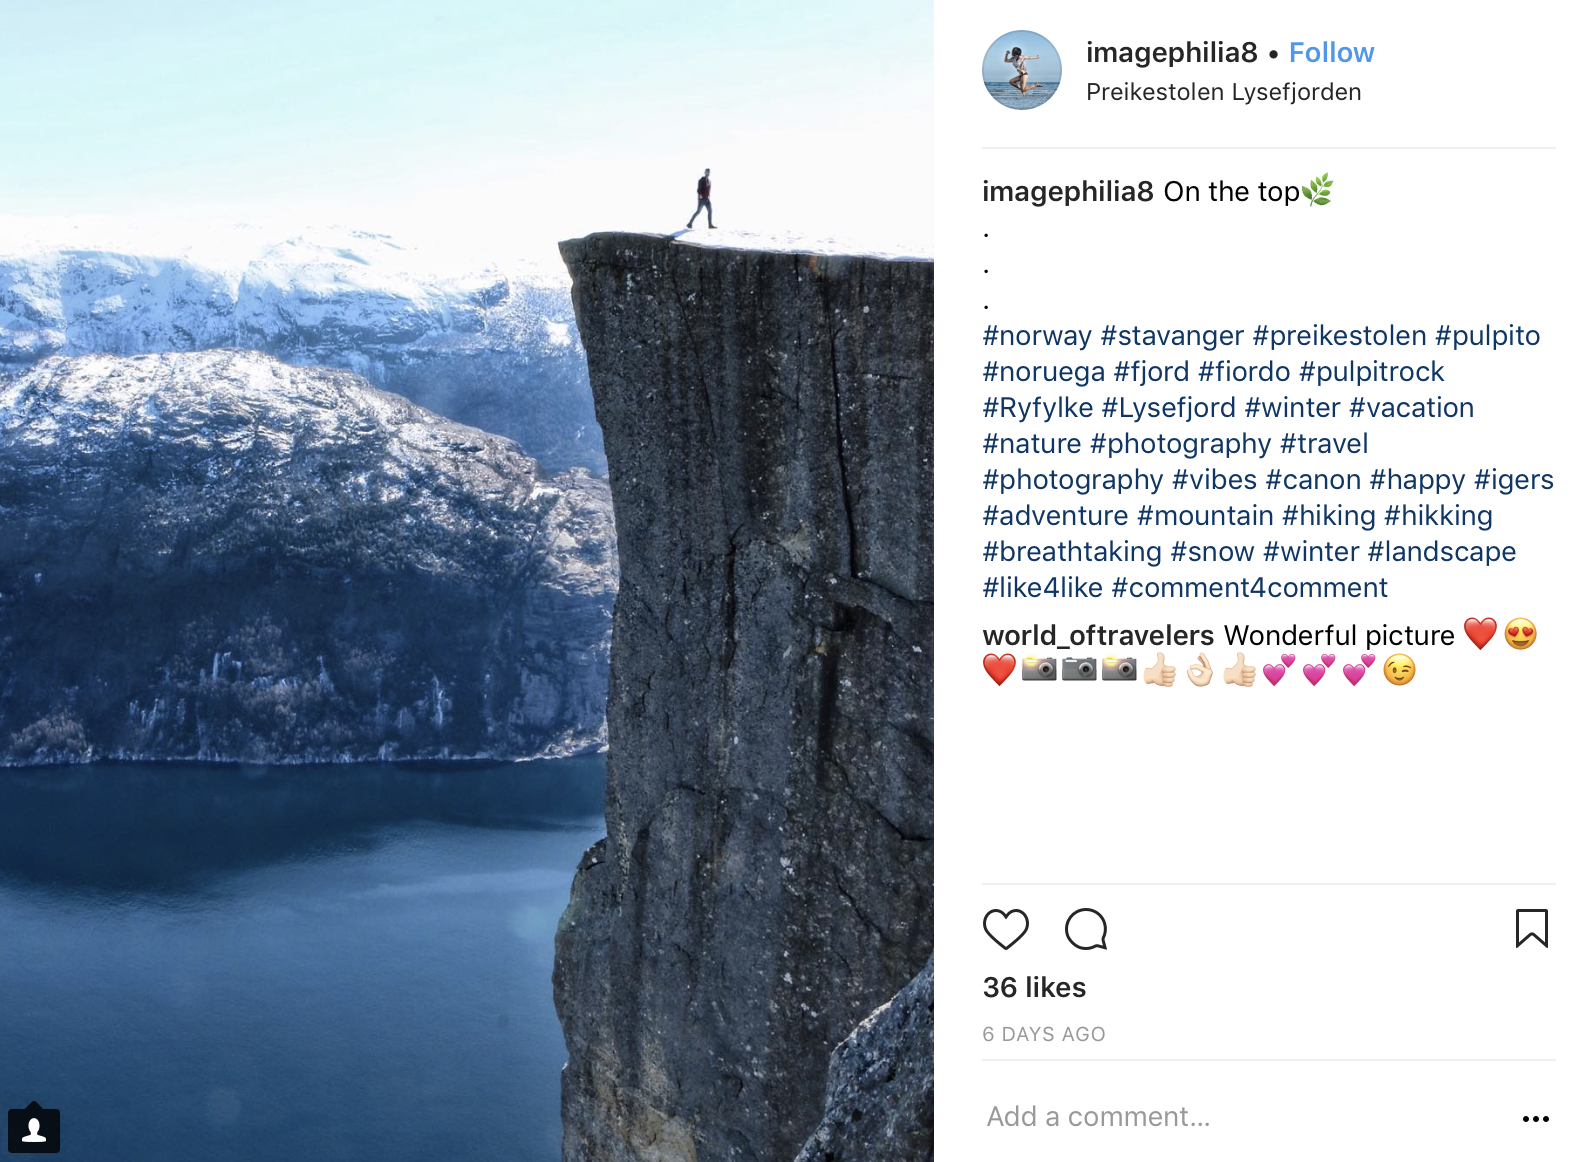 imagephilia8 • Follow
Preikestolen Lysefjorden
imagephilia8 On the top🌿
.
.
.
#norway #stavanger #preikestolen #pulpito
#noruega #fjord #fiordo #pulpitrock
#Ryfylke #Lysefjord #winter #vacation
#nature #photography #travel
#photography #vibes #canon #happy #igers
#adventure #mountain #hiking #hikking
#breathtaking #snow #winter #landscape
#like4like #comment4comment
world_oftravelers Wonderful picture ❤️😍
❤️📸📷📸👍🏻👌🏻👍🏻💕💕💕😉
36 likes
6 DAYS AGO
Add a comment...